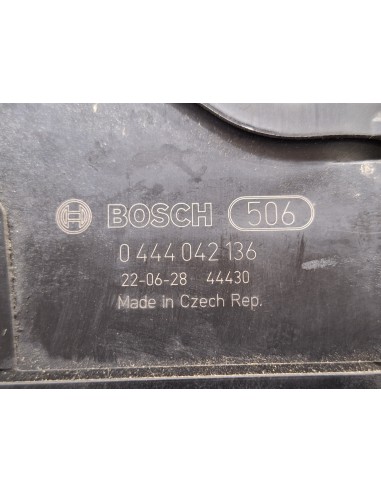 BOSCH 506
0 444 042 136
22-06-28 44430
Made in Czech Rep.